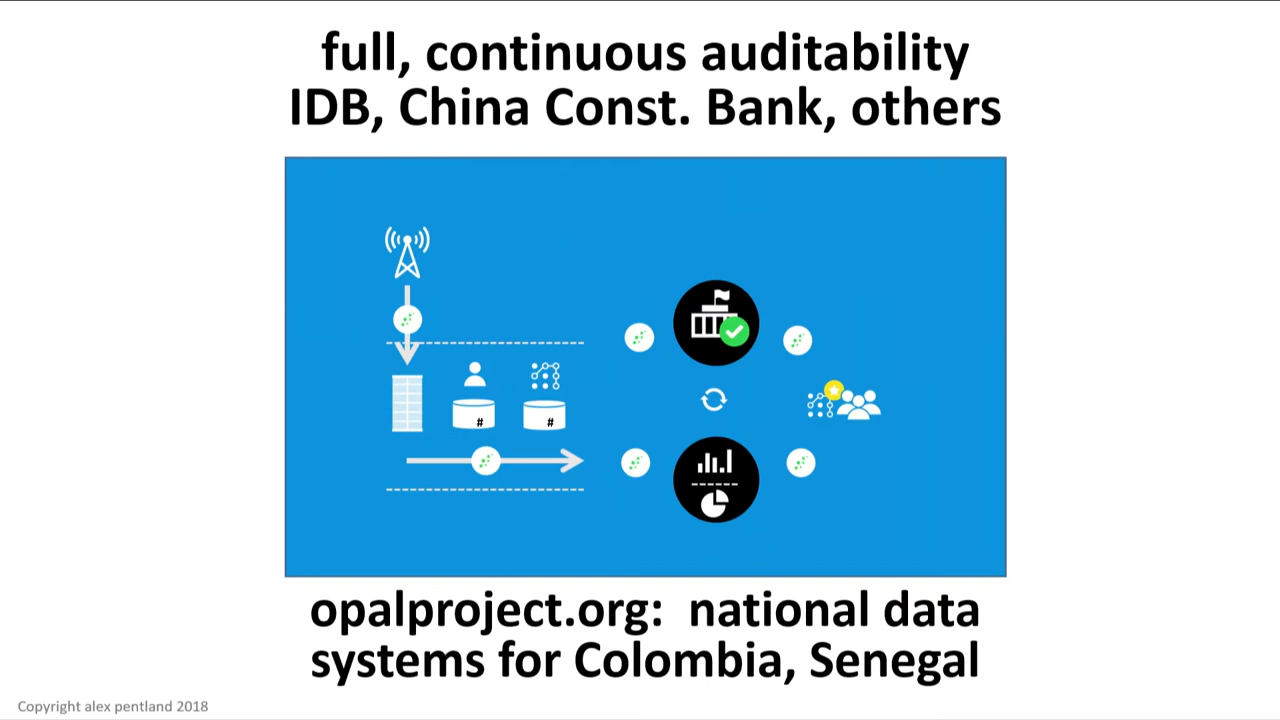 full, continuous auditability
IDB, China Const. Bank, others
#
#
opalproject.org:  national data
systems for Colombia, Senegal
Copyright alex pentland 2018